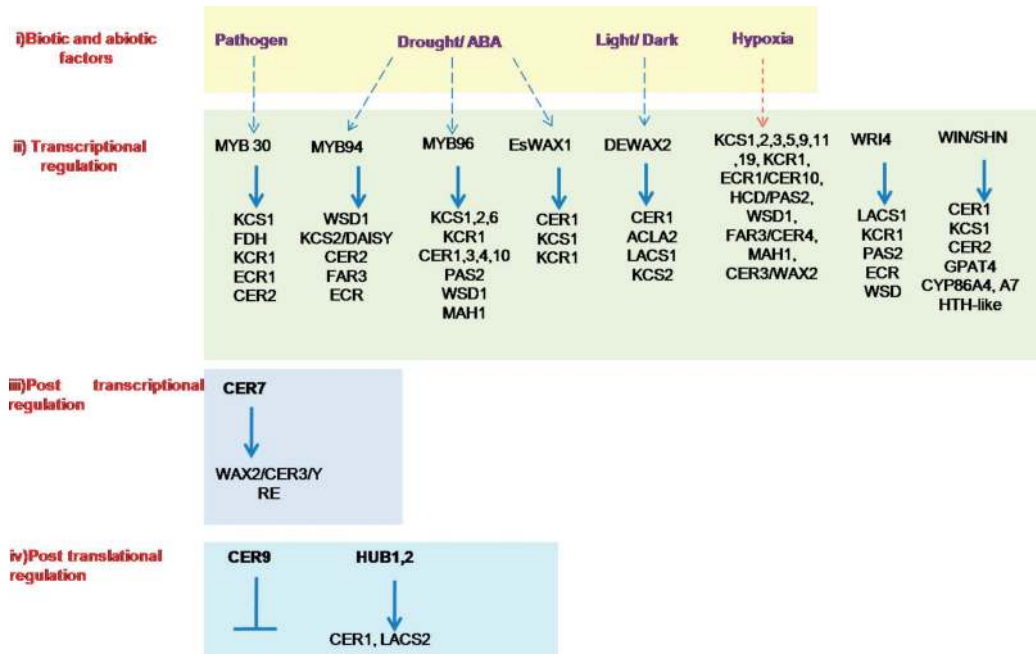 i)Biotic and abiotic
factors
Pathogen
Drought/ ABA
Light/ Dark
Hypoxia
ii) Transcriptional
regulation
MYB 30
KCS1
FDH
KCR1
ECR1
CER2
MYB94
WSD1
KCS2/DAISY
CER2
FAR3
ECR
MYB96
KCS1,2,6
KCR1
CER1,3,4,10
PAS2
WSD1
MAH1
EsWAX1
CER1
KCS1
KCR1
DEWAX2
CER1
ACLA2
LACS1
KCS2
KCS1,2,3,5,9,11
,19, KCR1,
ECR1/CER10,
HCD/PAS2,
WSD1,
FAR3/CER4,
MAH1,
CER3/WAX2
WRI4
LACS1
KCR1
PAS2
ECR
WSD
WIN/SHN
CER1
KCS1
CER2
GPAT4
CYP86A4, A7
HTH-like
iii)Post transcriptional
regulation
CER7
WAX2/CER3/Y
RE
iv)Post translational
regulation
CER9
HUB1,2
CER1, LACS2